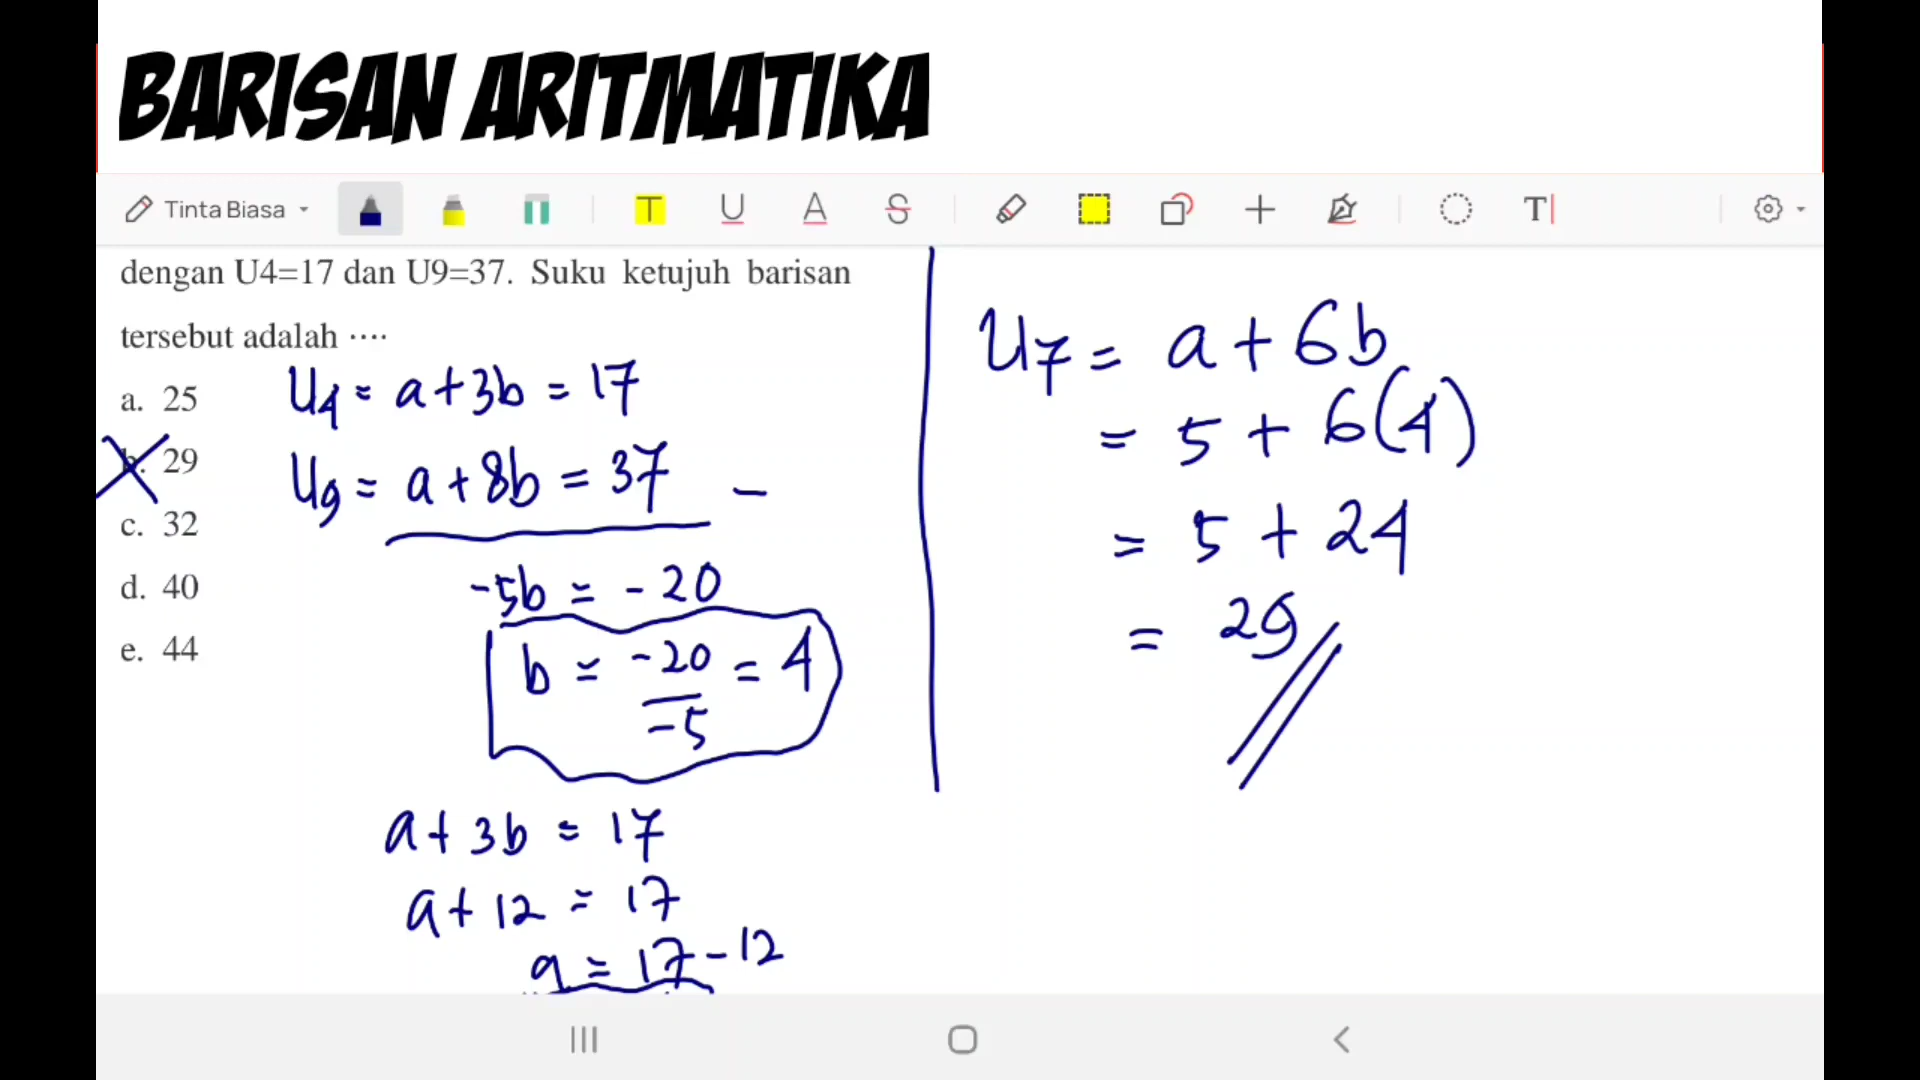 BARISAN ARITMATIKA
Tinta Biasa
dengan U4=17 dan U9=37. Suku ketujuh barisan
tersebut adalah ....
a. 25
b. 29
c. 32
d. 40
e. 44
U4 = a + 3b = 17
U9 = a + 8b = 37 -
-5b = -20
b = -20/-5 = 4
a + 3b = 17
a + 12 = 17
a = 17 - 12
U7 = a + 6b
= 5 + 6(4)
= 5 + 24
= 29